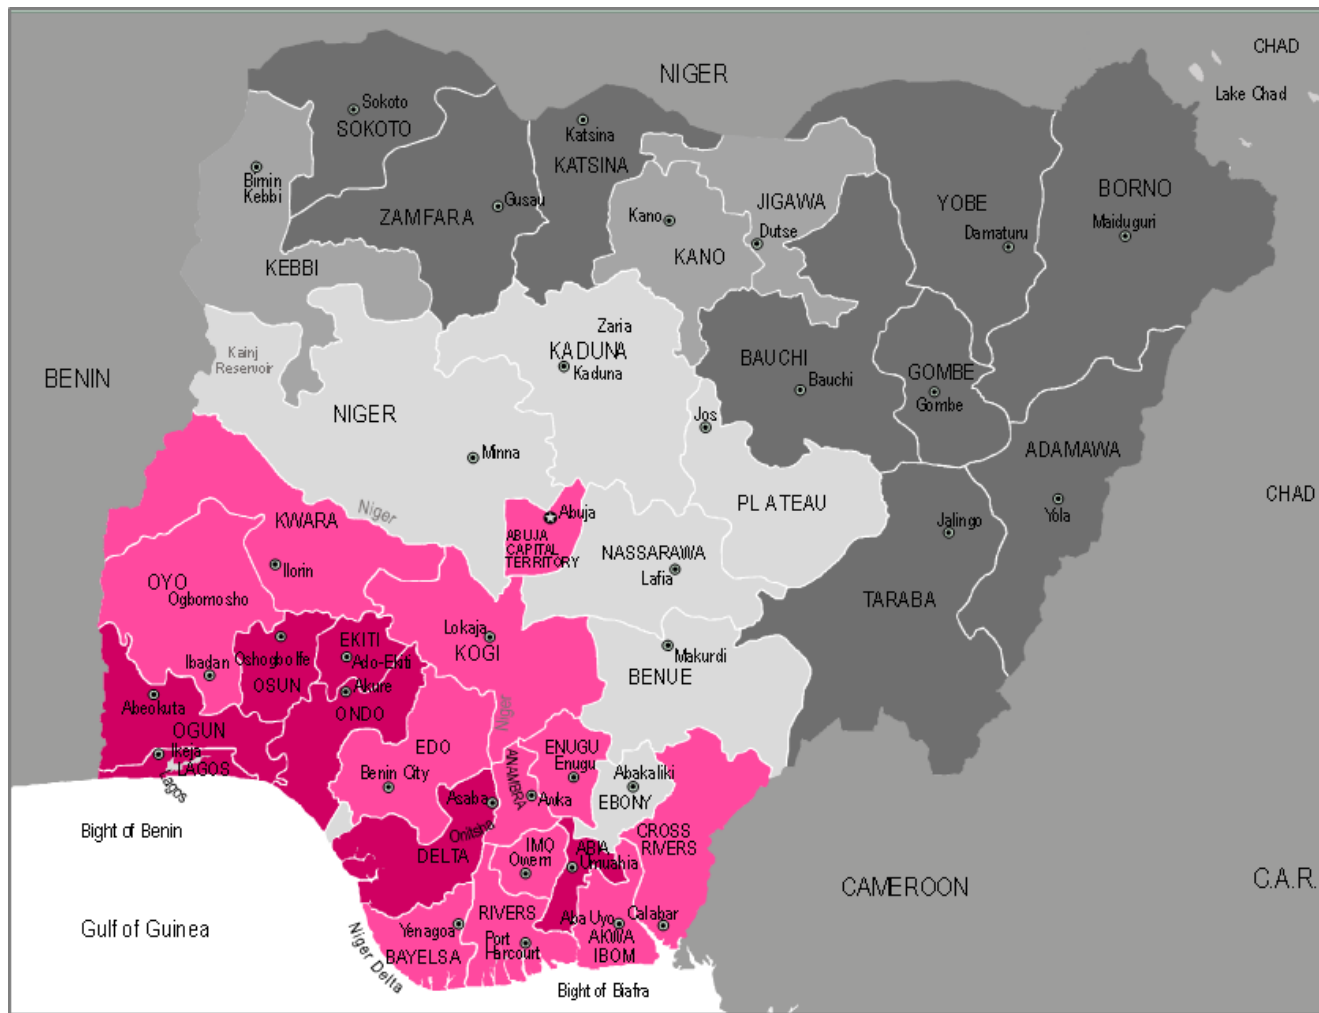 CHAD
NIGER
Lake Chad
Sokoto
SOKOTO
Katsina
KATSINA
Birnin
Kebbi
ZAMFARA
Gusau
JIGAWA
YOBE
BORNO
Kano
Dutse
Damaturu
Maiduguri
KEBBI
KANO
Zaria
KADUNA
Kaduna
Kainj
Reservoir
BENIN
BAUCHI
Bauchi
GOMBE
Gombe
NIGER
Jos
Minna
ADAMAWA
Yola
CHAD
PLATEAU
Niger
KWARA
Abuja
ABUJA
CAPITAL
TERRITORY
Jalingo
NASSARAWA
Lafia
Ilorin
OYO
Ogbomosho
TARABA
Lokaja
KOGI
EKITI
Ado-Ekiti
OshogboIfe
OSUN
Ibadan
Akure
ONDO
Makurdi
BENUE
Abeokuta
OGUN
Ikeja
LAGOS
Lagos
Niger
EDO
Benin City
ENUGU
Enugu
ANAMBRA
Awka
Abakaliki
EBONY
Asaba
Onitsha
Bight of Benin
DELTA
IMO
Owerri
ABIA
Umuahia
CROSS
RIVERS
CAMEROON
C.A.R.
Gulf of Guinea
Niger Delta
Yenagoa
BAYELSA
RIVERS
Port
Harcourt
Aba Uyo
Calabar
AKWA
IBOM
Bight of Biafra